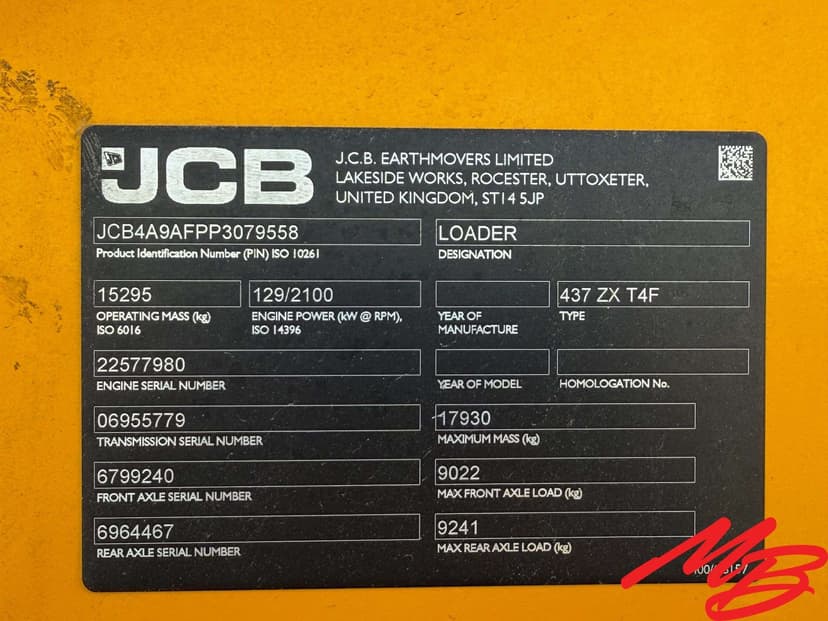 JCB
J.C.B. EARTHMOVERS LIMITED
LAKESIDE WORKS, ROCESTER, UTTOXETER,
UNITED KINGDOM, ST14 5JP
JCB4A9AFPP3079558
Product Identification Number (PIN) ISO 10261
LOADER
DESIGNATION
15295
OPERATING MASS (kg)
ISO 6016
129/2100
ENGINE POWER (kW @ RPM),
ISO 14396
YEAR OF
MANUFACTURE
437 ZX T4F
TYPE
22577980
ENGINE SERIAL NUMBER
YEAR OF MODEL
HOMOLOGATION No.
06955779
TRANSMISSION SERIAL NUMBER
17930
MAXIMUM MASS (kg)
6799240
FRONT AXLE SERIAL NUMBER
9022
MAX FRONT AXLE LOAD (kg)
6964467
REAR AXLE SERIAL NUMBER
9241
MAX REAR AXLE LOAD (kg)
MB